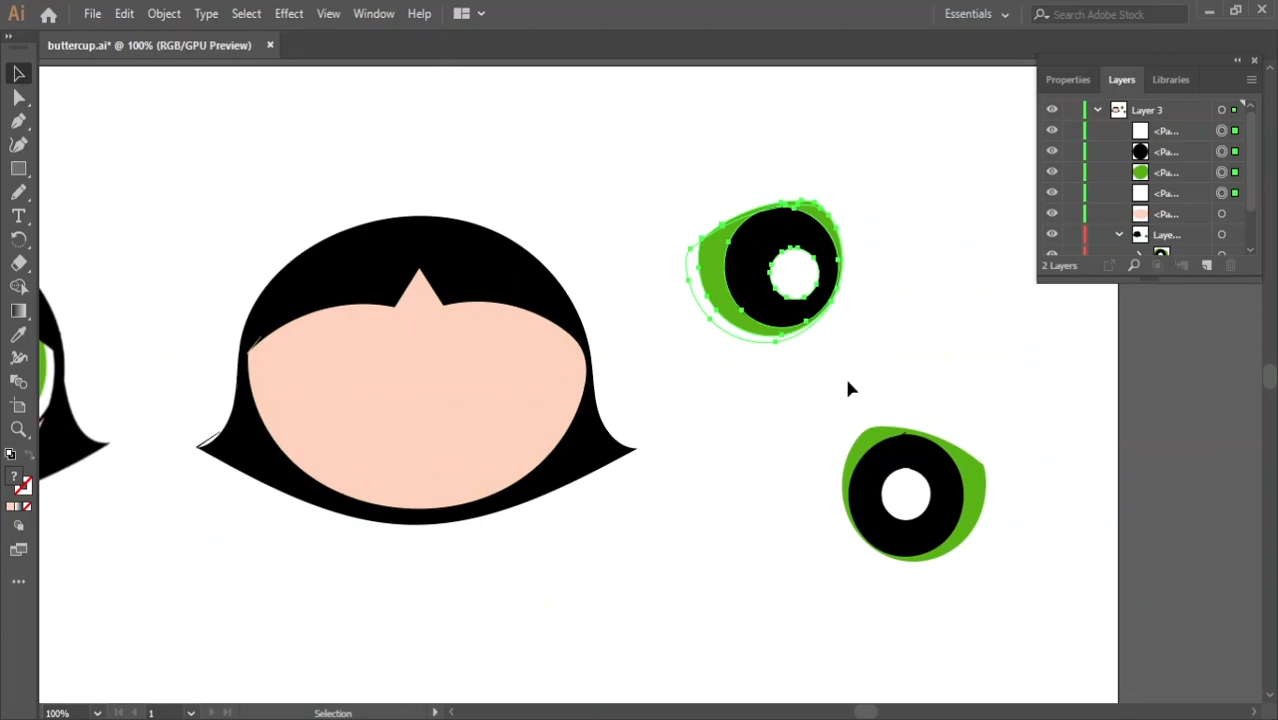 Ai File Edit Object Type Select Effect View Window Help Essentials Search Adobe Stock
buttercup.ai* @ 100% (RGB/GPU Preview) ×
Properties Layers Libraries
Layer 3
<Pa...
<Pa...
<Pa...
<Pa...
<Pa...
Laye...
2 Layers
T
?
100% 1 Selection